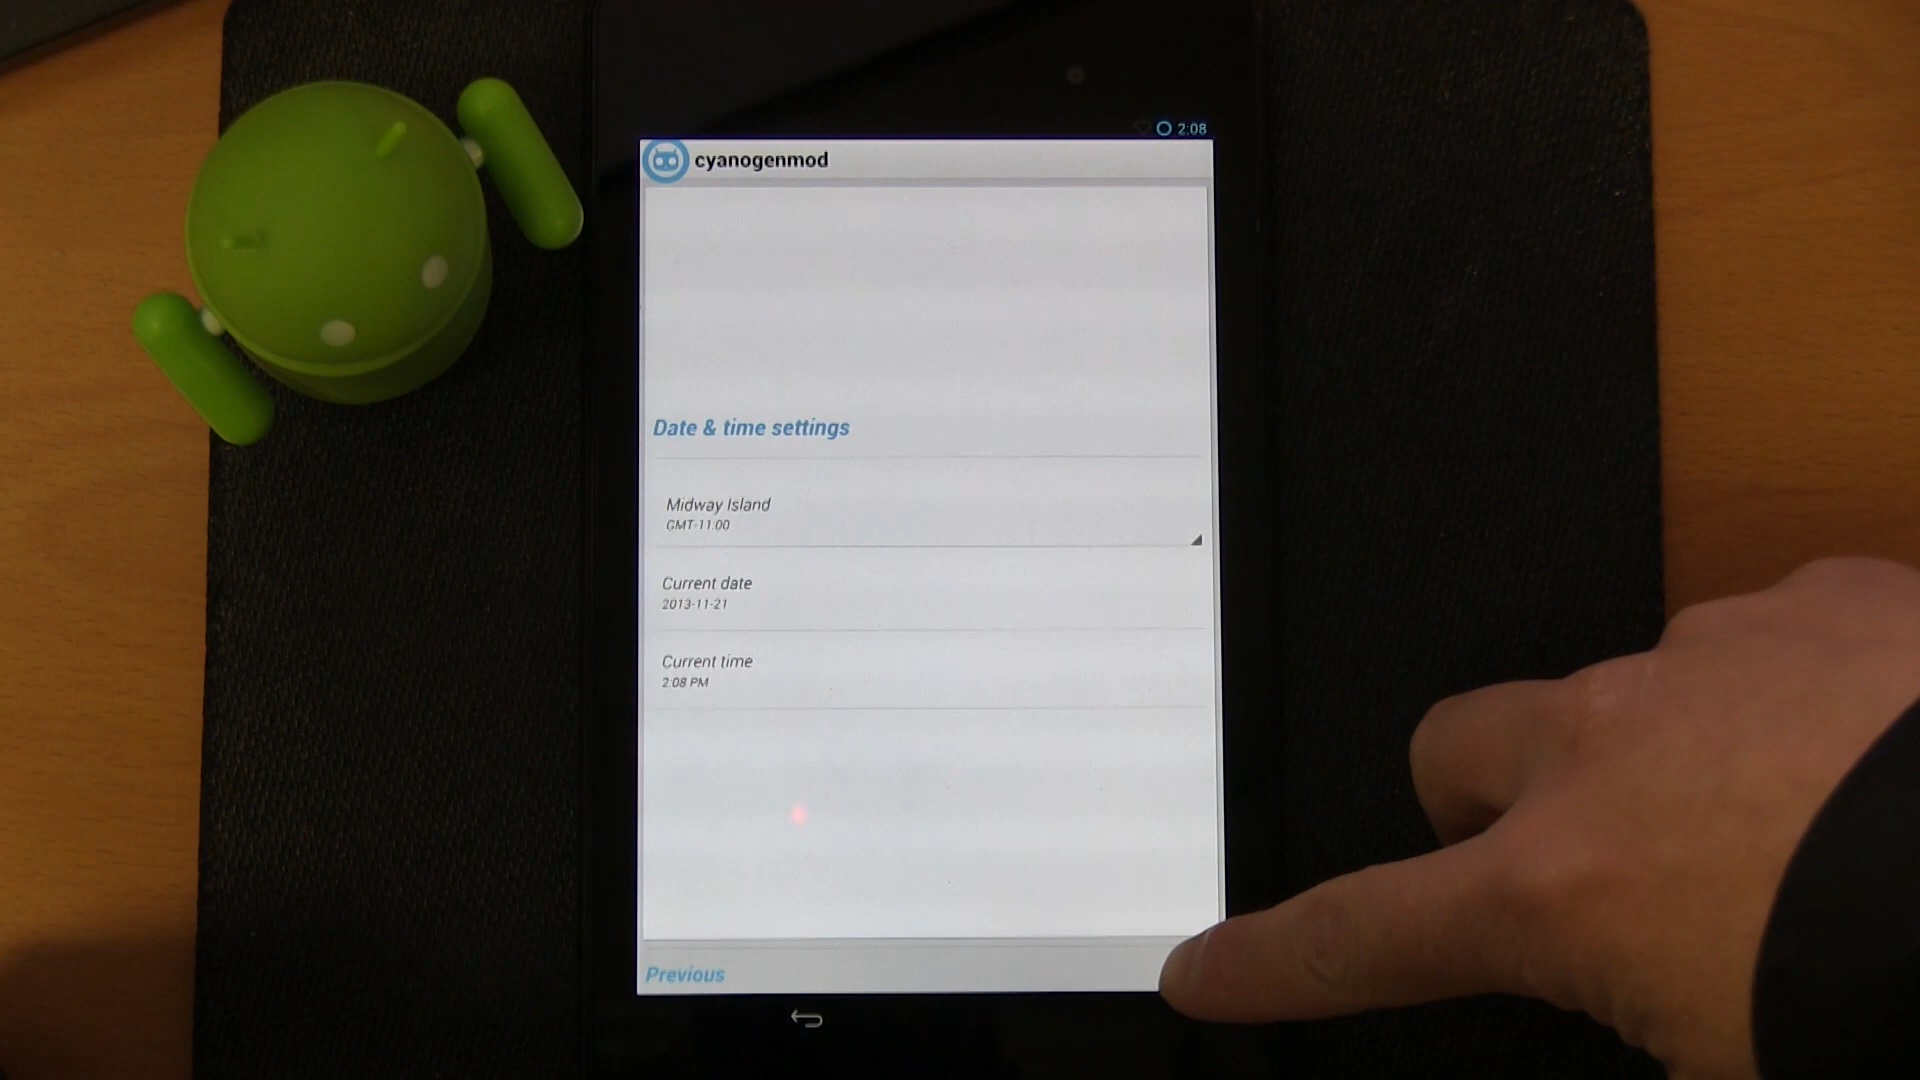 2:08
cyanogenmod
Date & time settings
Midway Island
GMT-11:00
Current date
2013-11-21
Current time
2:08 PM
Previous